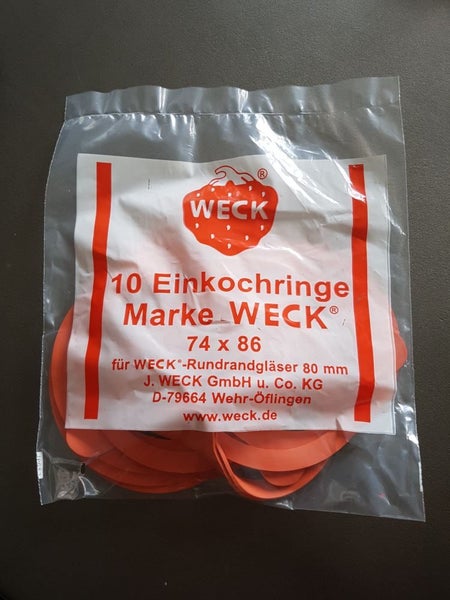 WECK®
10 Einkochringe
Marke WECK®
74 x 86
für WECK®-Rundrandgläser 80 mm
J. WECK GmbH u. Co. KG
D-79664 Wehr-Öflingen
www.weck.de